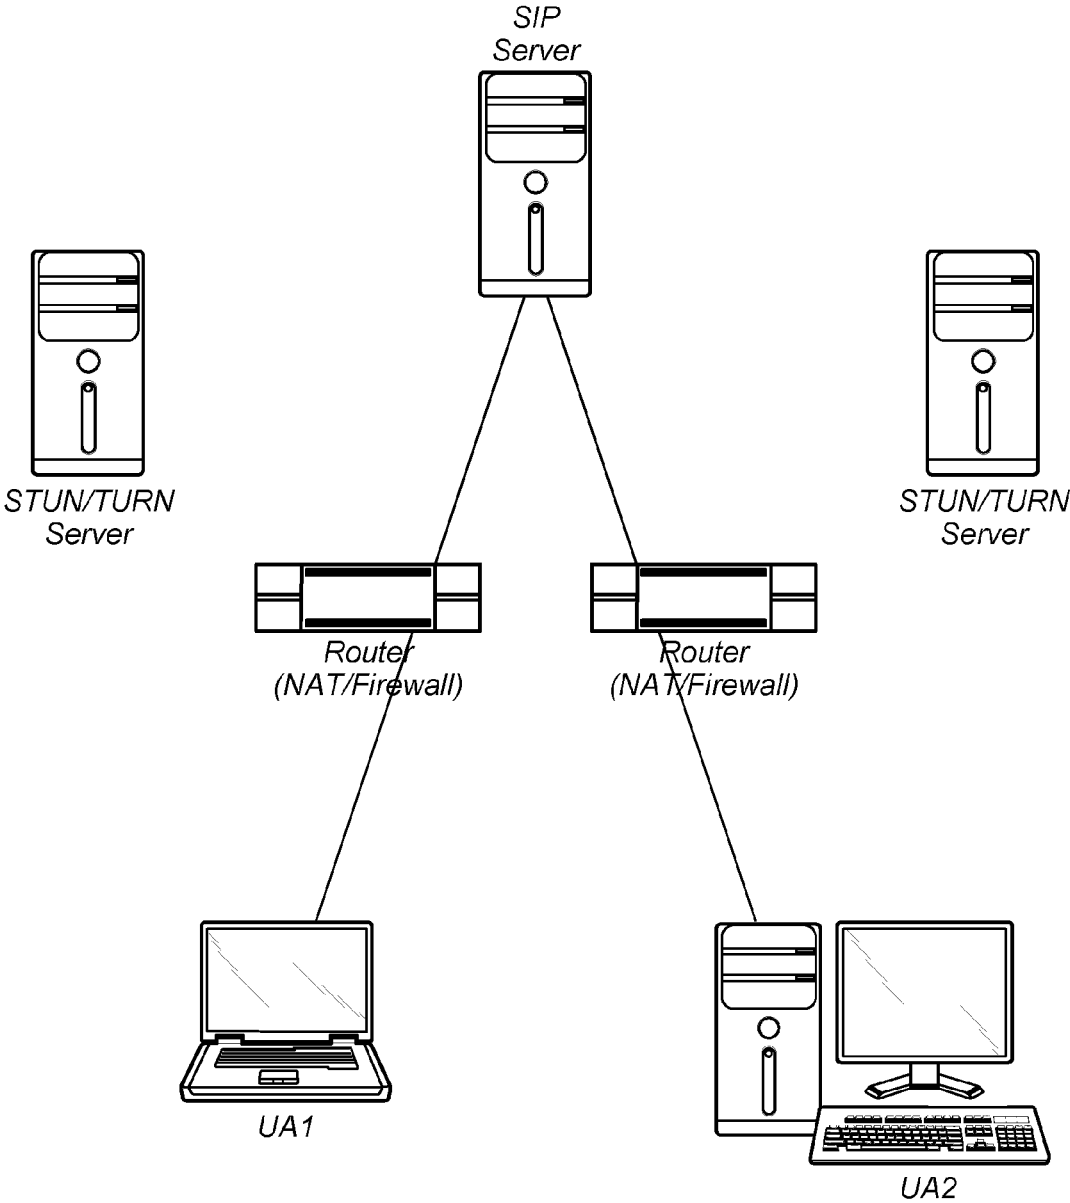 SIP
Server
STUN/TURN
Server
STUN/TURN
Server
Router
(NAT/Firewall)
Router
(NAT/Firewall)
UA1
UA2